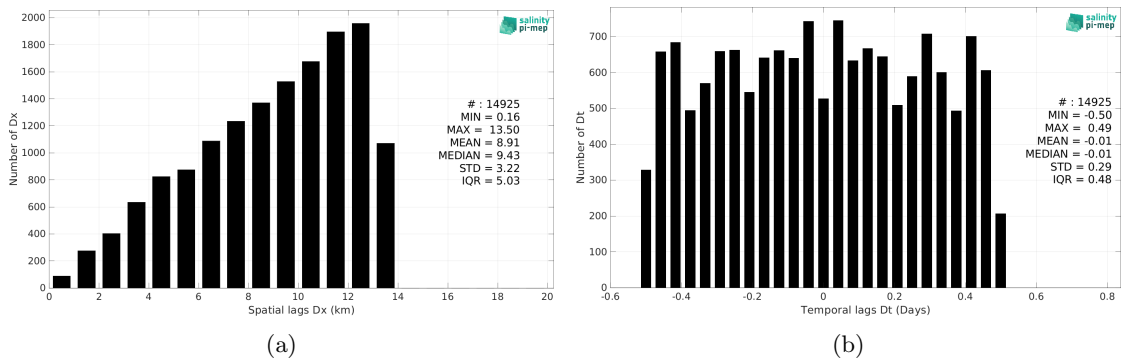 salinity
pi-mep
2000
1800
1600
1400
1200
1000
800
600
400
200
0
Number of Dx
# : 14925
MIN = 0.16
MAX = 13.50
MEAN = 8.91
MEDIAN = 9.43
STD = 3.22
IQR = 5.03
0 2 4 6 8 10 12 14 16 18 20
Spatial lags Dx (km)
(a)
salinity
pi-mep
700
600
500
400
300
200
100
0
Number of Dt
# : 14925
MIN = -0.50
MAX = 0.49
MEAN = -0.01
MEDIAN = -0.01
STD = 0.29
IQR = 0.48
-0.6 -0.4 -0.2 0 0.2 0.4 0.6 0.8
Temporal lags Dt (Days)
(b)